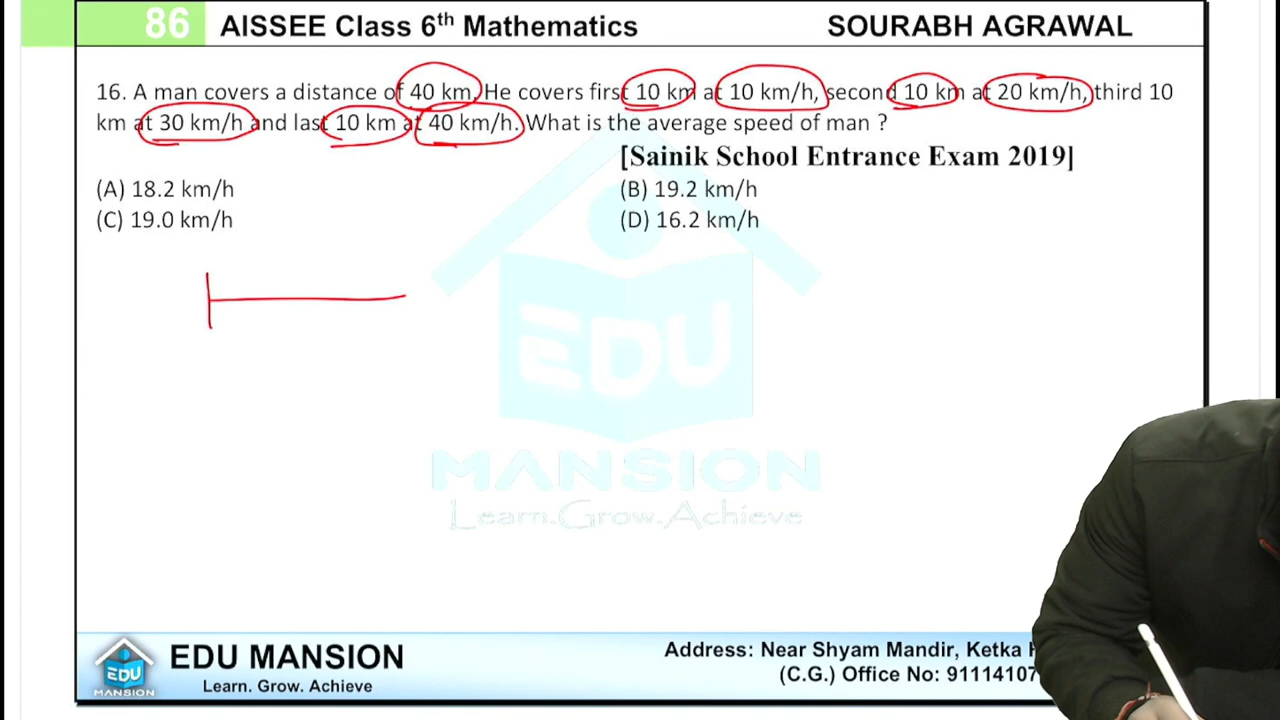 86 AISSEE Class 6th Mathematics SOURABH AGRAWAL
16. A man covers a distance of 40 km. He covers first 10 km at 10 km/h, second 10 km at 20 km/h, third 10
km at 30 km/h and last 10 km at 40 km/h. What is the average speed of man ?
[Sainik School Entrance Exam 2019]
(A) 18.2 km/h (B) 19.2 km/h
(C) 19.0 km/h (D) 16.2 km/h
EDU
MANSION
Learn.Grow.Achieve
EDU
MANSION
EDU MANSION
Learn. Grow. Achieve
Address: Near Shyam Mandir, Ketka
(C.G.) Office No: 9111410